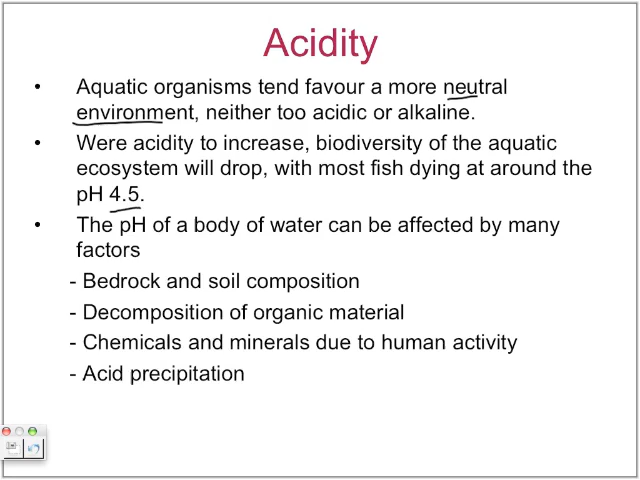 Acidity
• Aquatic organisms tend favour a more neutral
environment, neither too acidic or alkaline.
• Were acidity to increase, biodiversity of the aquatic
ecosystem will drop, with most fish dying at around the
pH 4.5.
• The pH of a body of water can be affected by many
factors
- Bedrock and soil composition
- Decomposition of organic material
- Chemicals and minerals due to human activity
- Acid precipitation